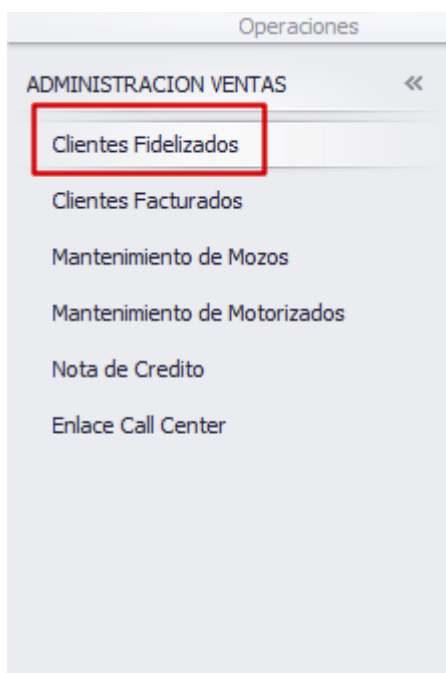 Operaciones
ADMINISTRACION VENTAS
Clientes Fidelizados
Clientes Facturados
Mantenimiento de Mozos
Mantenimiento de Motorizados
Nota de Credito
Enlace Call Center